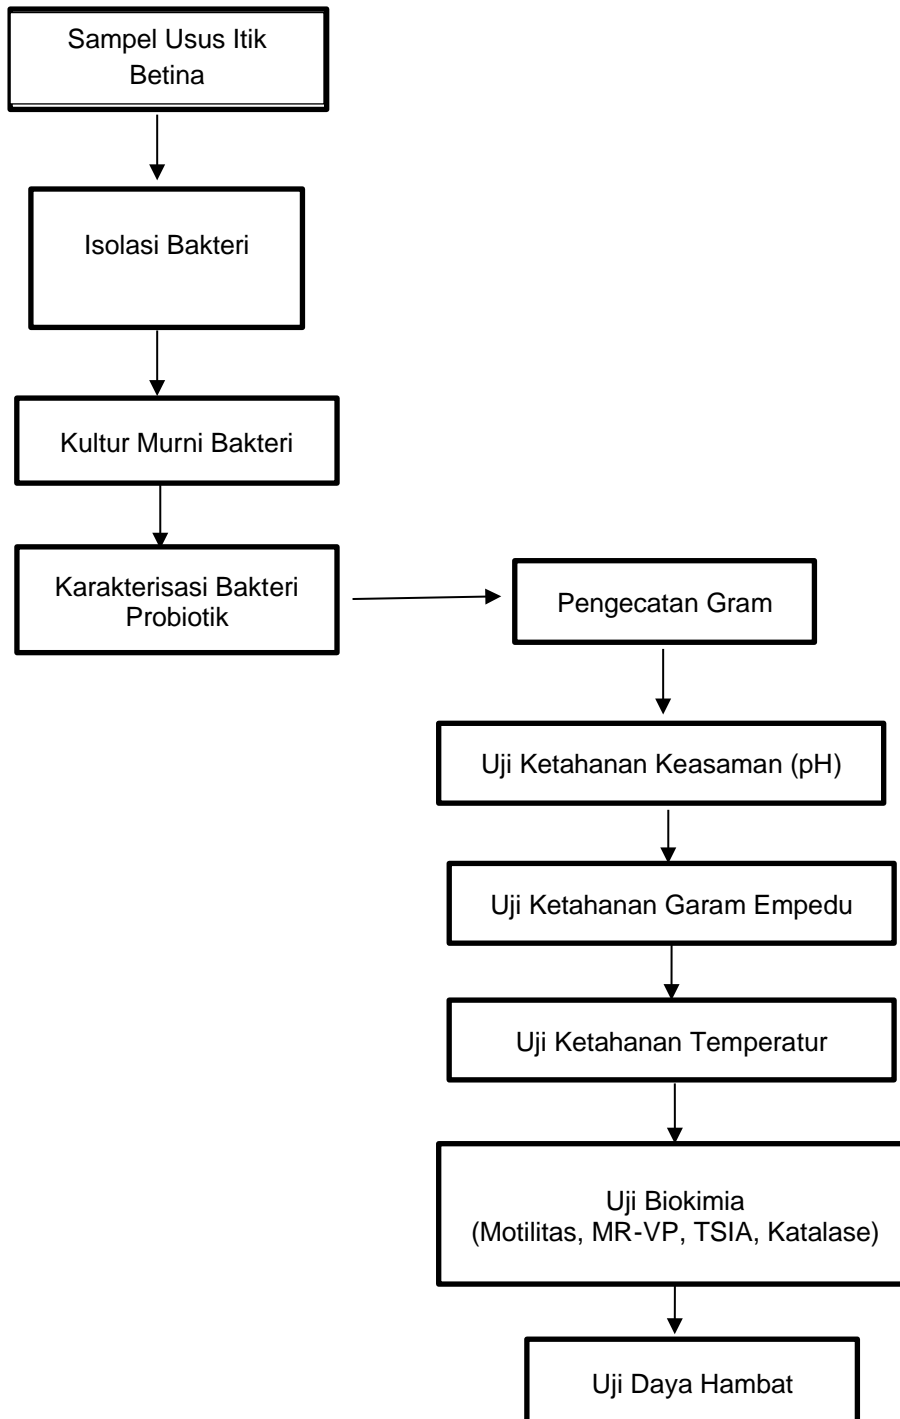 Sampel Usus Itik
Betina
Isolasi Bakteri
Kultur Murni Bakteri
Karakterisasi Bakteri
Probiotik
Pengecatan Gram
Uji Ketahanan Keasaman (pH)
Uji Ketahanan Garam Empedu
Uji Ketahanan Temperatur
Uji Biokimia
(Motilitas, MR-VP, TSIA, Katalase)
Uji Daya Hambat